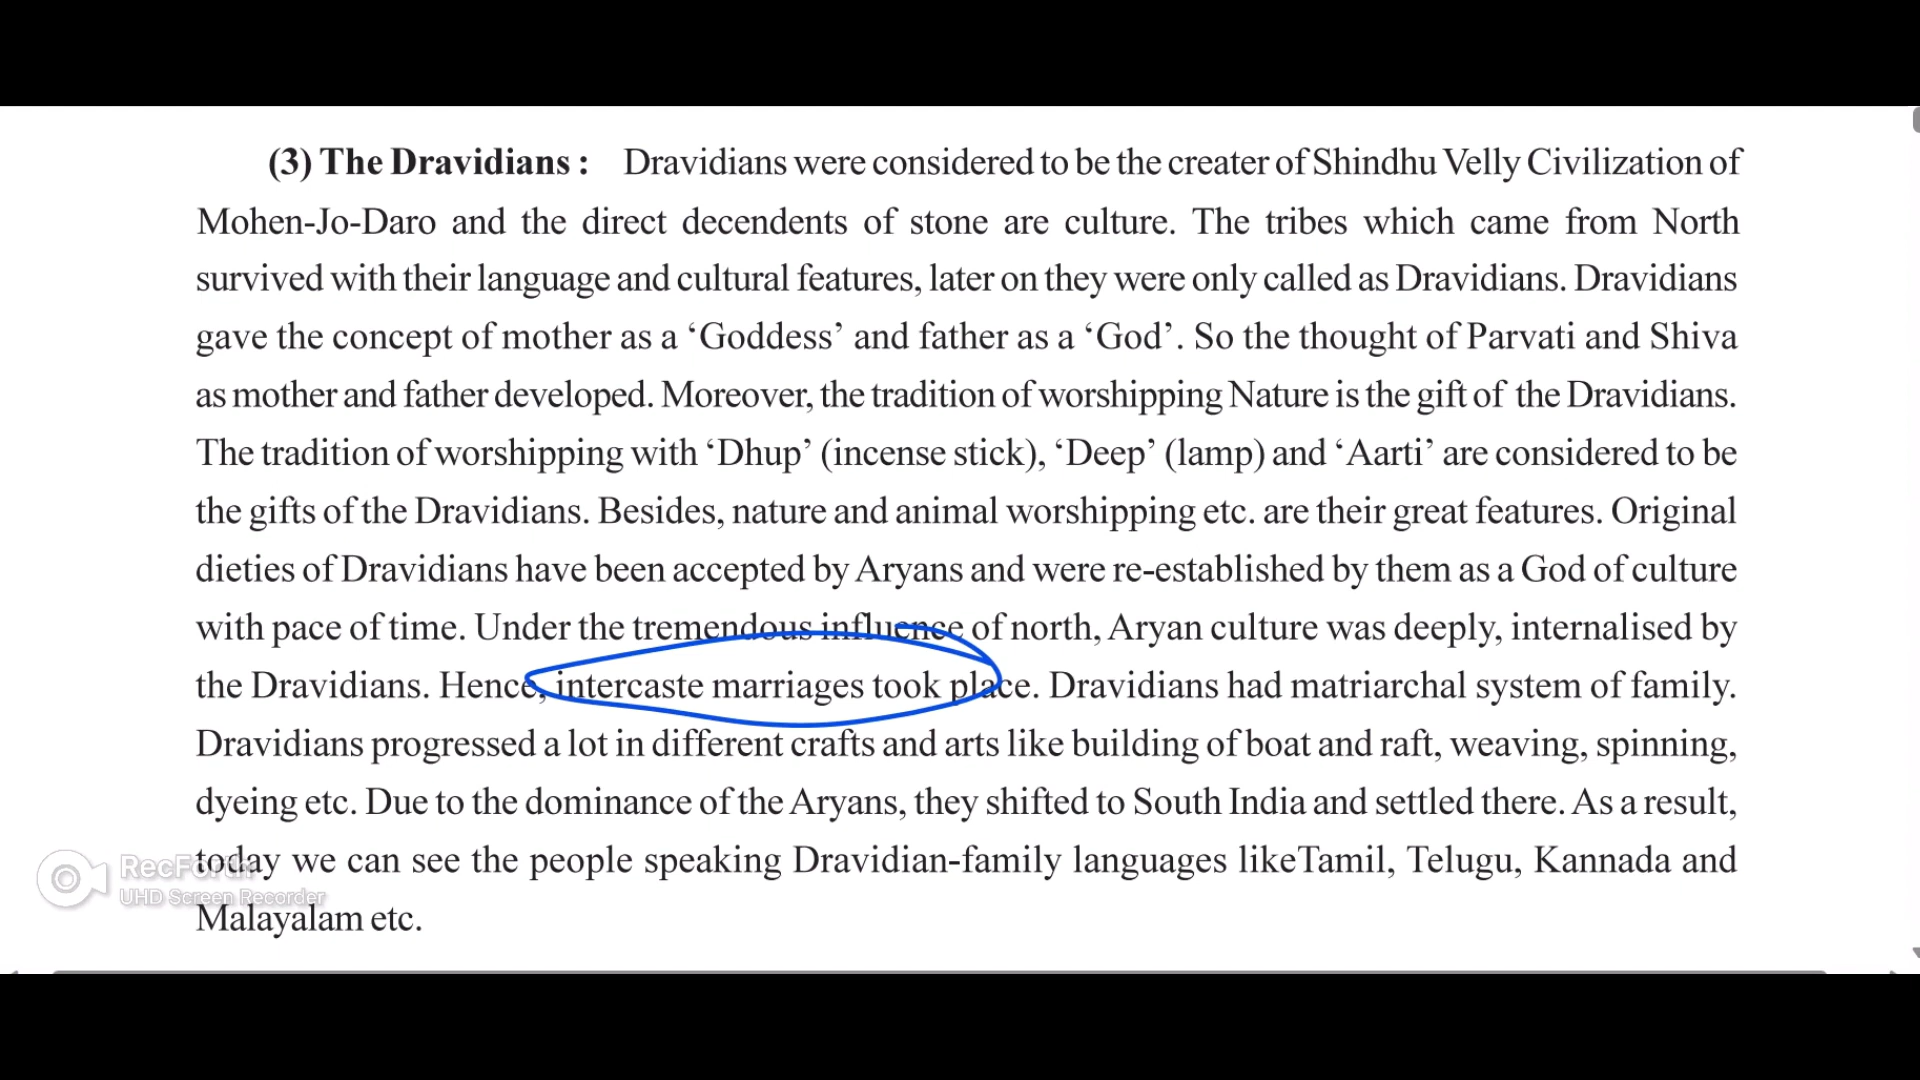 (3) The Dravidians : Dravidians were considered to be the creater of Shindhu Velly Civilization of
Mohen-Jo-Daro and the direct decendents of stone are culture. The tribes which came from North
survived with their language and cultural features, later on they were only called as Dravidians. Dravidians
gave the concept of mother as a ‘Goddess’ and father as a ‘God’. So the thought of Parvati and Shiva
as mother and father developed. Moreover, the tradition of worshipping Nature is the gift of the Dravidians.
The tradition of worshipping with ‘Dhup’ (incense stick), ‘Deep’ (lamp) and ‘Aarti’ are considered to be
the gifts of the Dravidians. Besides, nature and animal worshipping etc. are their great features. Original
dieties of Dravidians have been accepted by Aryans and were re-established by them as a God of culture
with pace of time. Under the tremendous influence of north, Aryan culture was deeply, internalised by
the Dravidians. Hence, intercaste marriages took place. Dravidians had matriarchal system of family.
Dravidians progressed a lot in different crafts and arts like building of boat and raft, weaving, spinning,
dyeing etc. Due to the dominance of the Aryans, they shifted to South India and settled there. As a result,
today we can see the people speaking Dravidian-family languages likeTamil, Telugu, Kannada and
Malayalam etc.
RecForth
UHD Screen Recorder